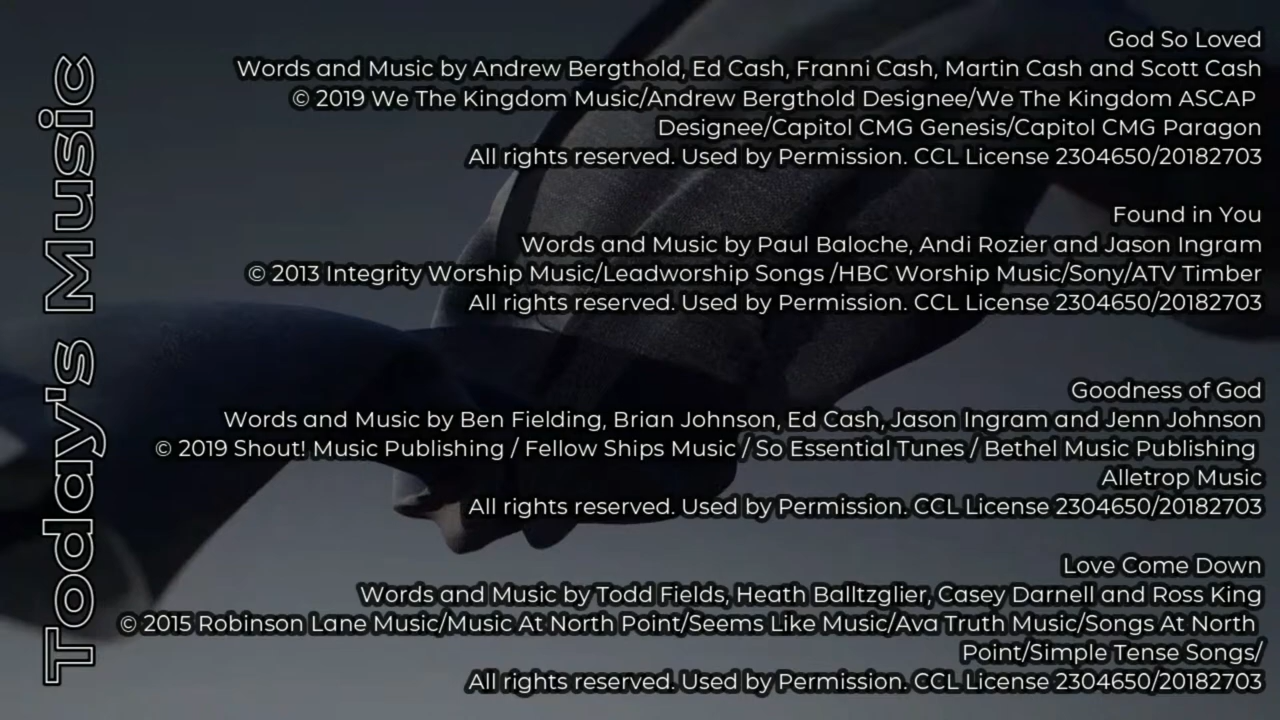 Today's Music
God So Loved
Words and Music by Andrew Bergthold, Ed Cash, Franni Cash, Martin Cash and Scott Cash
© 2019 We The Kingdom Music/Andrew Bergthold Designee/We The Kingdom ASCAP
Designee/Capitol CMG Genesis/Capitol CMG Paragon
All rights reserved. Used by Permission. CCL License 2304650/20182703
Found in You
Words and Music by Paul Baloche, Andi Rozier and Jason Ingram
© 2013 Integrity Worship Music/Leadworship Songs /HBC Worship Music/Sony/ATV Timber
All rights reserved. Used by Permission. CCL License 2304650/20182703
Goodness of God
Words and Music by Ben Fielding, Brian Johnson, Ed Cash, Jason Ingram and Jenn Johnson
© 2019 Shout! Music Publishing / Fellow Ships Music / So Essential Tunes / Bethel Music Publishing
Alletrop Music
All rights reserved. Used by Permission. CCL License 2304650/20182703
Love Come Down
Words and Music by Todd Fields, Heath Balltzglier, Casey Darnell and Ross King
© 2015 Robinson Lane Music/Music At North Point/Seems Like Music/Ava Truth Music/Songs At North
Point/Simple Tense Songs/
All rights reserved. Used by Permission. CCL License 2304650/20182703